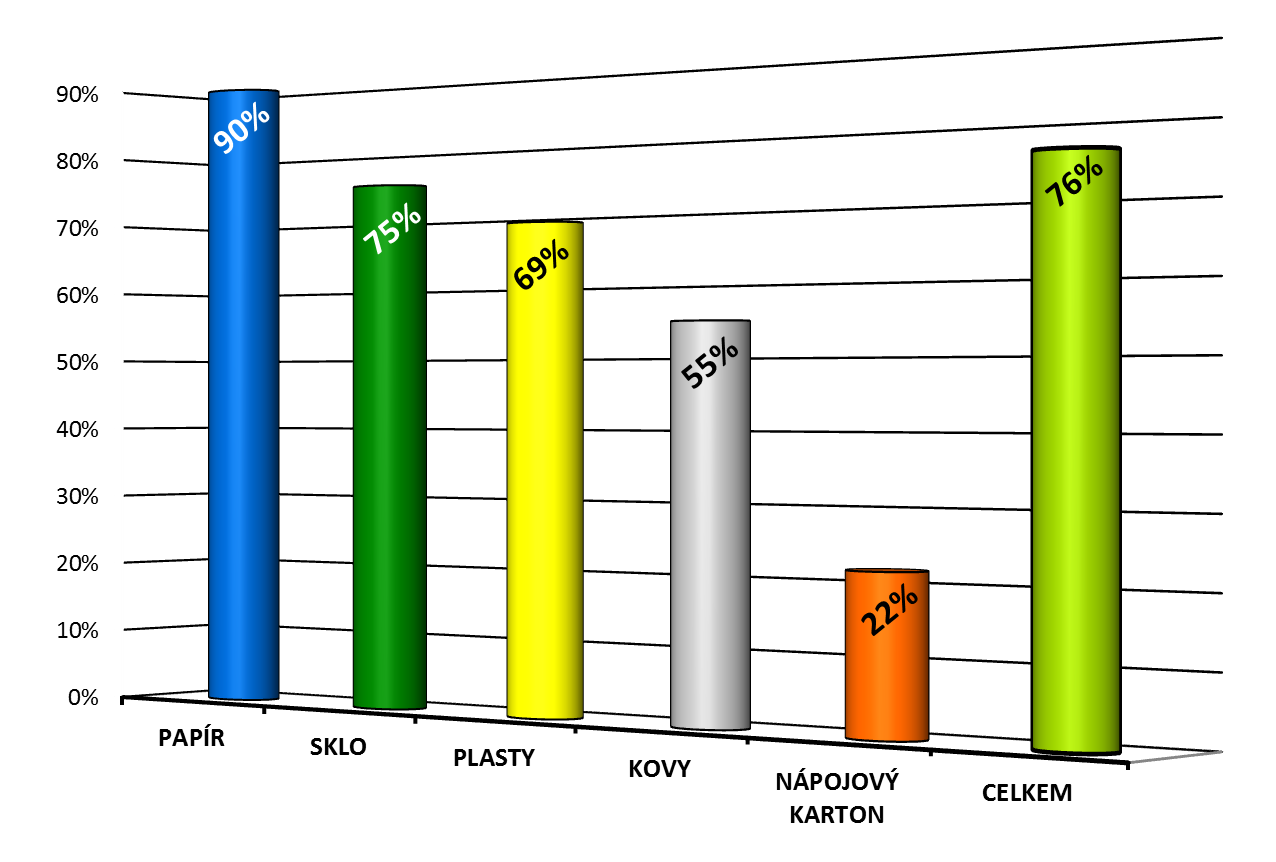 90%
80%
70%
60%
50%
40%
30%
20%
10%
0%
90%
75%
69%
55%
22%
76%
PAPÍR
SKLO
PLASTY
KOVY
NÁPOJOVÝ
KARTON
CELKEM